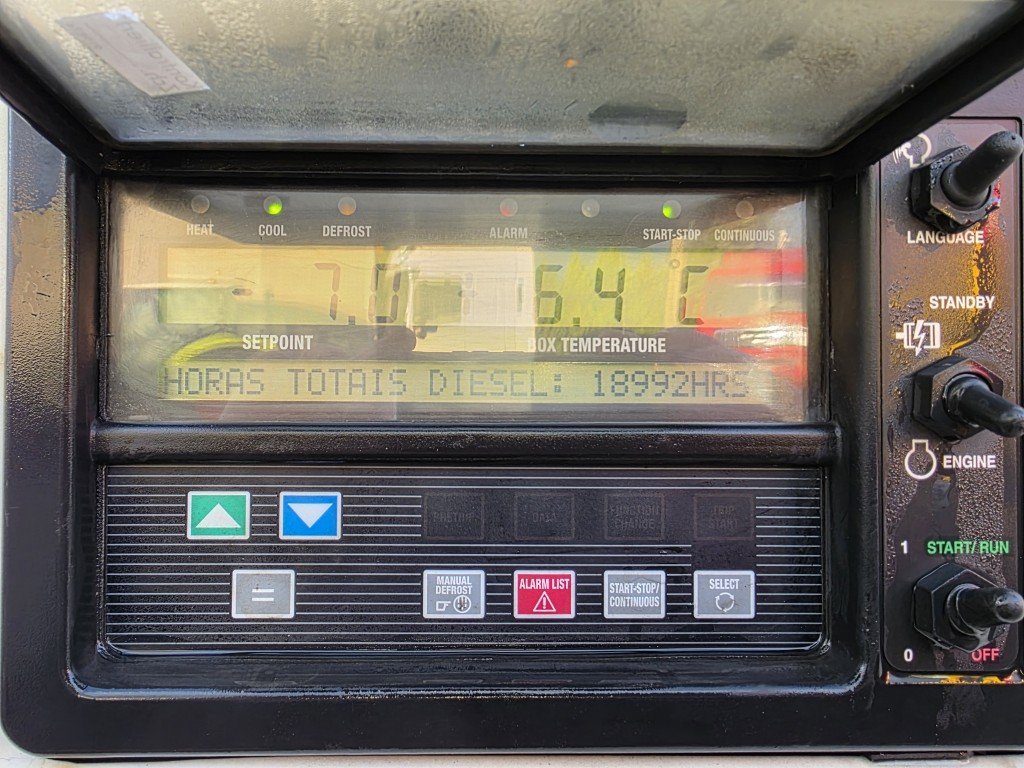 HEAT COOL DEFROST ALARM START-STOP CONTINUOUS
7.0 6.4 C
SETPOINT BOX TEMPERATURE
HORAS TOTAIS DIESEL: 18992HRS
MANUAL DEFROST
ALARM LIST
START-STOP/
CONTINUOUS
SELECT
=
LANGUAGE
STANDBY
ENGINE
1 START/RUN
0 OFF